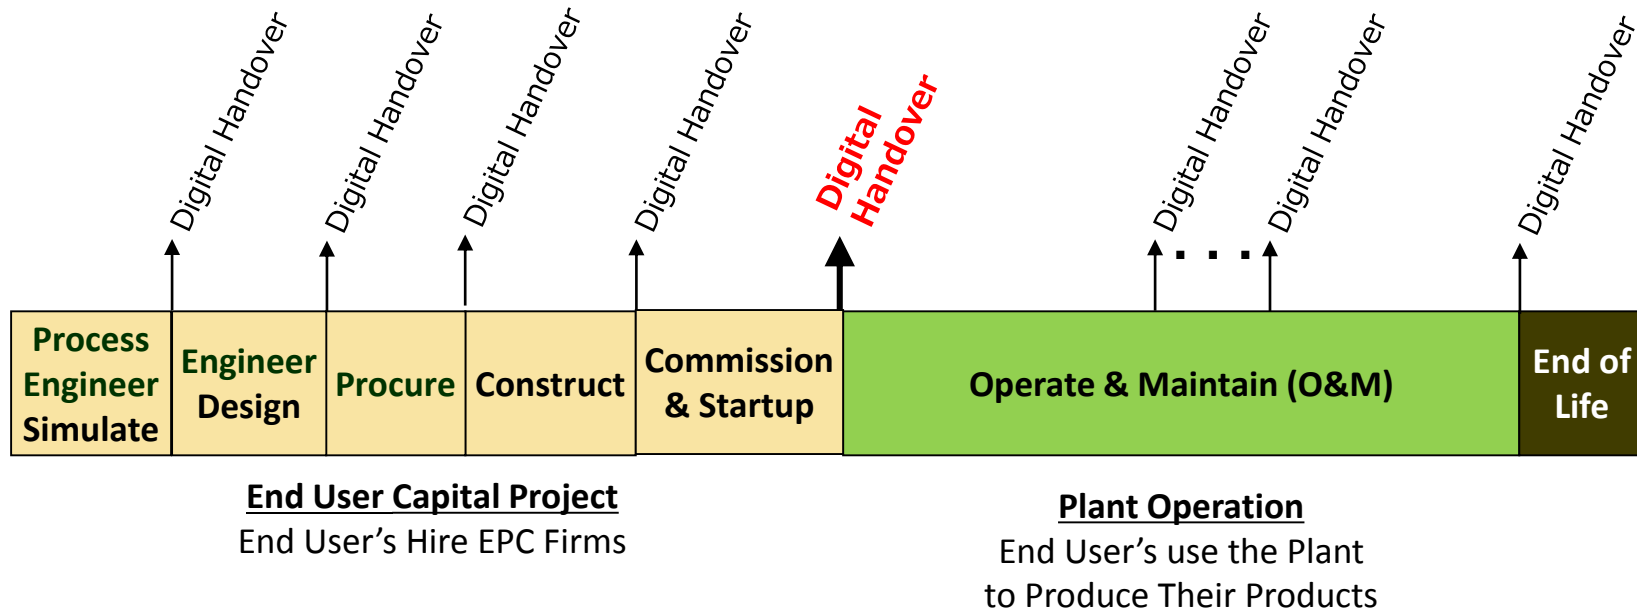 Digital Handover
Digital Handover
Digital Handover
Digital Handover
Digital
Handover
Digital Handover
. . .
Digital Handover
Digital Handover
Process
Engineer
Simulate
Engineer
Design
Procure
Construct
Commission
& Startup
Operate & Maintain (O&M)
End of
Life
End User Capital Project
End User’s Hire EPC Firms
Plant Operation
End User’s use the Plant
to Produce Their Products